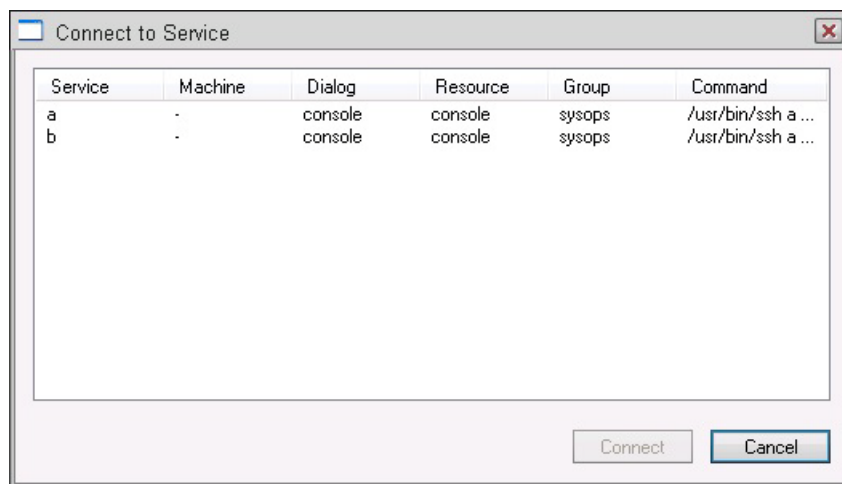 Connect to Service
Service Machine Dialog Resource Group Command
a - console console sysops /usr/bin/ssh a ...
b - console console sysops /usr/bin/ssh a ...
Connect Cancel